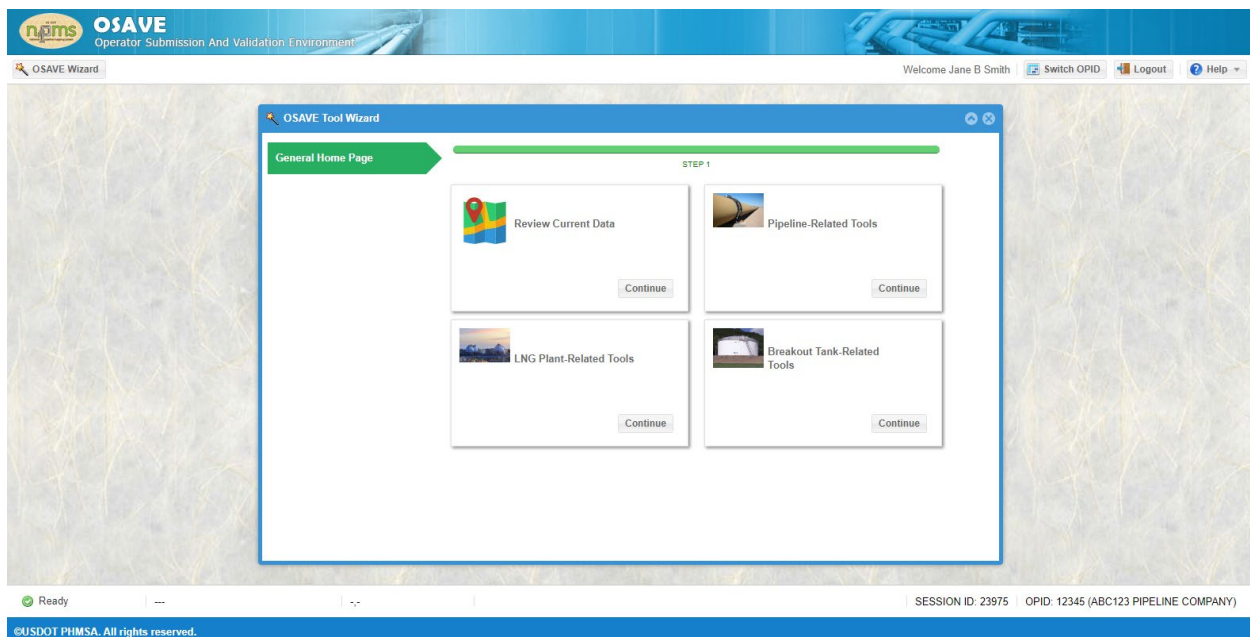 npms
OSAVE
Operator Submission And Validation Environment
OSAVE Wizard
Welcome Jane B Smith
Switch OPID
Logout
Help
OSAVE Tool Wizard
General Home Page
STEP 1
Review Current Data
Continue
Pipeline-Related Tools
Continue
LNG Plant-Related Tools
Continue
Breakout Tank-Related
Tools
Continue
Ready
---
-,-
SESSION ID: 23975
OPID: 12345 (ABC123 PIPELINE COMPANY)
©USDOT PHMSA. All rights reserved.